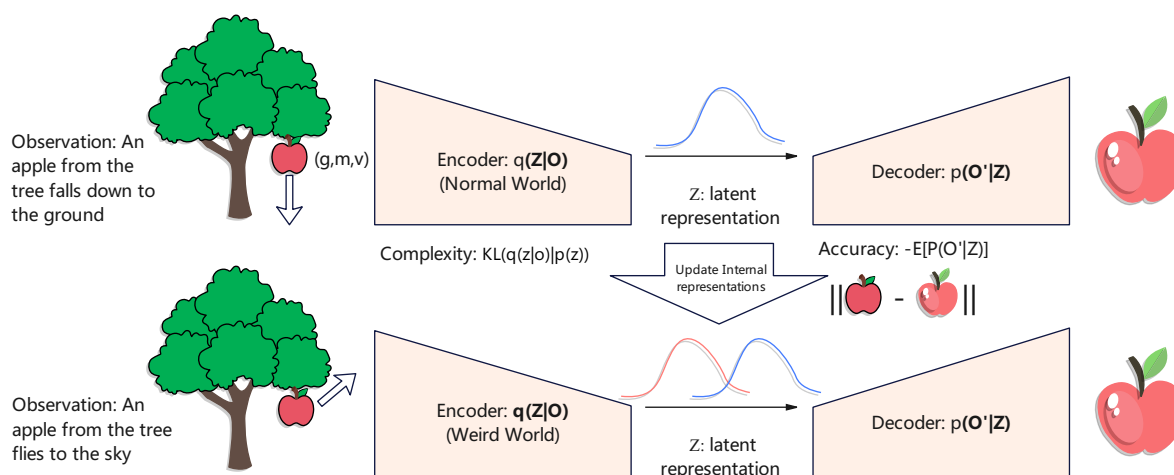 Observation: An
apple from the
tree falls down to
the ground
(g,m,v)
Encoder: q(Z|O)
(Normal World)
Z: latent
representation
Decoder: p(O'|Z)
Complexity: KL(q(z|o)|p(z))
Update Internal
representations
Accuracy: -E[P(O'|Z)]
|| - ||
Observation: An
apple from the tree
flies to the sky
Encoder: q(Z|O)
(Weird World)
Z: latent
representation
Decoder: p(O'|Z)